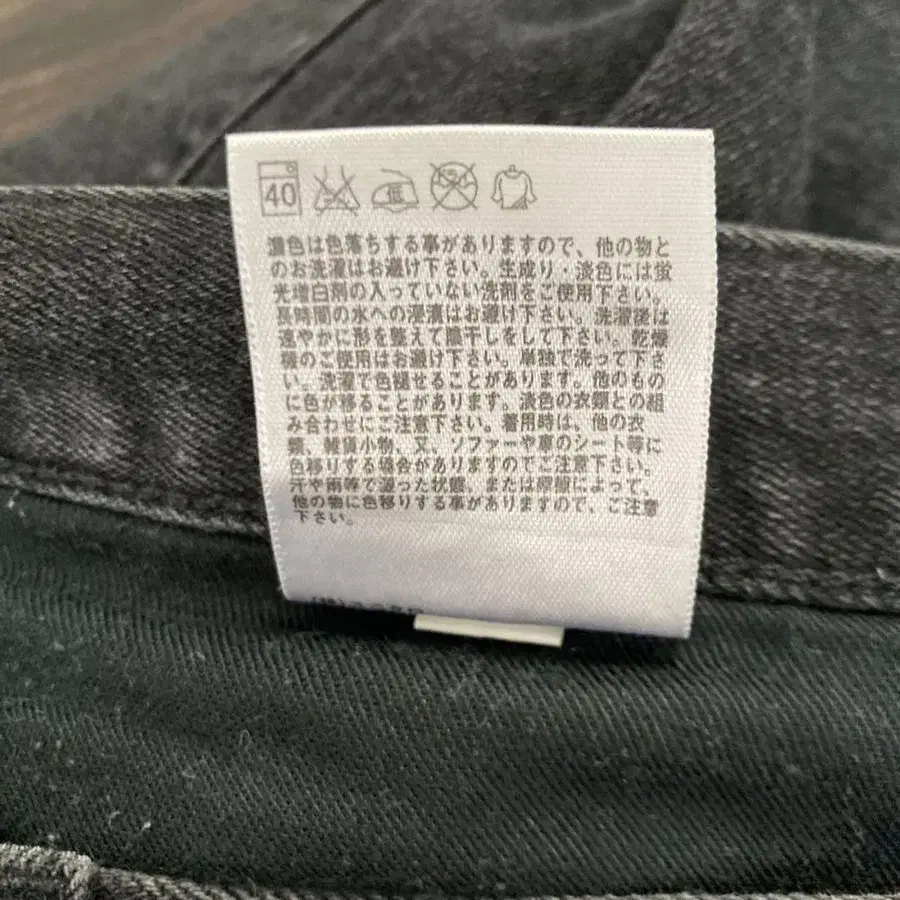 40 低
濃色は色落ちする事がありますので、他の物と
のお洗濯はお避け下さい。生成り・淡色には蛍
光増白剤の入っていない洗剤をご使用下さい。
長時間の水への浸漬はお避け下さい。洗濯後は
速やかに形を整えて陰干しをして下さい。乾燥
機のご使用はお避け下さい。単独で洗って下さ
い。洗濯で色褪せることがあります。他のもの
に色が移ることがあります。淡色の衣類との組
み合わせにご注意下さい。着用時は、他の衣
類、雑貨小物、又、ソファーや車のシート等に
色移りする場合がありますのでご注意下さい。
汗や雨等で湿った状態、または摩擦によって、
他の物に色移りする事がありますので、ご注意
下さい。